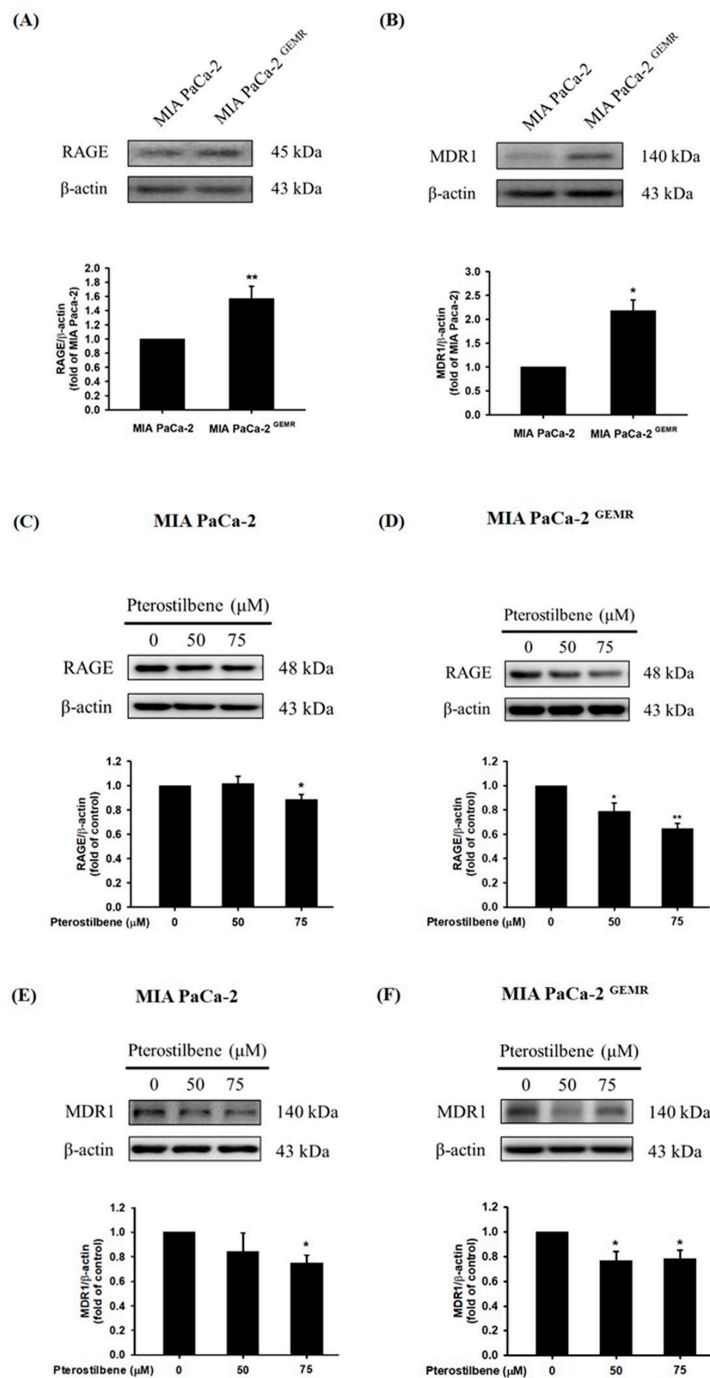 (A)
MIA PaCa-2
MIA PaCa-2 GEMR
RAGE 45 kDa
β-actin 43 kDa
RAGE/β-actin
(fold of MIA Paca-2)
2.0
1.8
1.6
1.4
1.2
1.0
0.8
0.6
0.4
0.2
0.0
**
MIA PaCa-2 MIA PaCa-2 GEMR
(B)
MIA PaCa-2
MIA PaCa-2 GEMR
MDR1 140 kDa
β-actin 43 kDa
MDR1/β-actin
(fold of MIA Paca-2)
3.0
2.5
2.0
1.5
1.0
0.5
0.0
*
MIA PaCa-2 MIA PaCa-2 GEMR
(C) MIA PaCa-2
Pterostilbene (μM)
0 50 75
RAGE 48 kDa
β-actin 43 kDa
RAGE/β-actin
(fold of control)
1.2
1.0
0.8
0.6
0.4
0.2
0.0
*
Pterostilbene (μM) 0 50 75
(D) MIA PaCa-2 GEMR
Pterostilbene (μM)
0 50 75
RAGE 48 kDa
β-actin 43 kDa
RAGE/β-actin
(fold of control)
1.2
1.0
0.8
0.6
0.4
0.2
0.0
* **
Pterostilbene (μM) 0 50 75
(E) MIA PaCa-2
Pterostilbene (μM)
0 50 75
MDR1 140 kDa
β-actin 43 kDa
MDR1/β-actin
(fold of control)
1.2
1.0
0.8
0.6
0.4
0.2
0.0
*
Pterostilbene (μM) 0 50 75
(F) MIA PaCa-2 GEMR
Pterostilbene (μM)
0 50 75
MDR1 140 kDa
β-actin 43 kDa
MDR1/β-actin
(fold of control)
1.2
1.0
0.8
0.6
0.4
0.2
0.0
* *
Pterostilbene (μM) 0 50 75